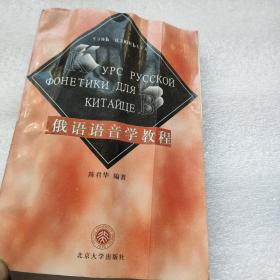 УРС РУССКОЙ
ФОНЕТИКИ ДЛЯ
КИТАЙЦЕВ
俄语语音学教程
陈君华 编著
北京大学出版社